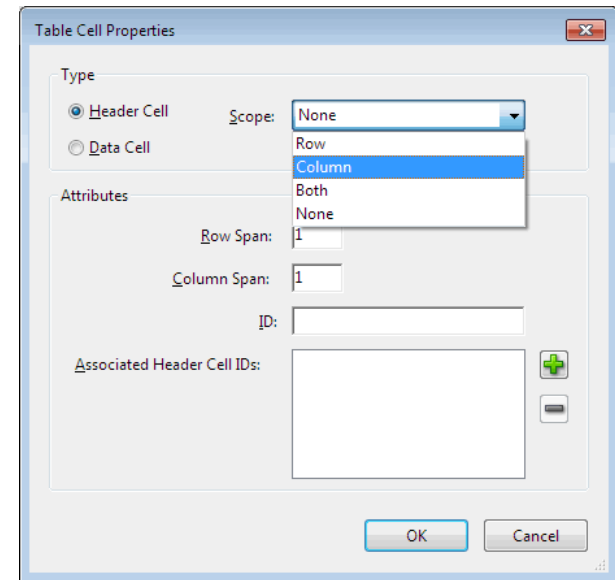 Table Cell Properties
Type
Header Cell Scope: None
Row
Data Cell
Column
Both
Attributes
None
Row Span: 1
Column Span: 1
ID:
Associated Header Cell IDs:
OK Cancel